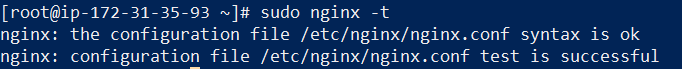 [root@ip-172-31-35-93 ~]# sudo nginx -t
nginx: the configuration file /etc/nginx/nginx.conf syntax is ok
nginx: configuration file /etc/nginx/nginx.conf test is successful